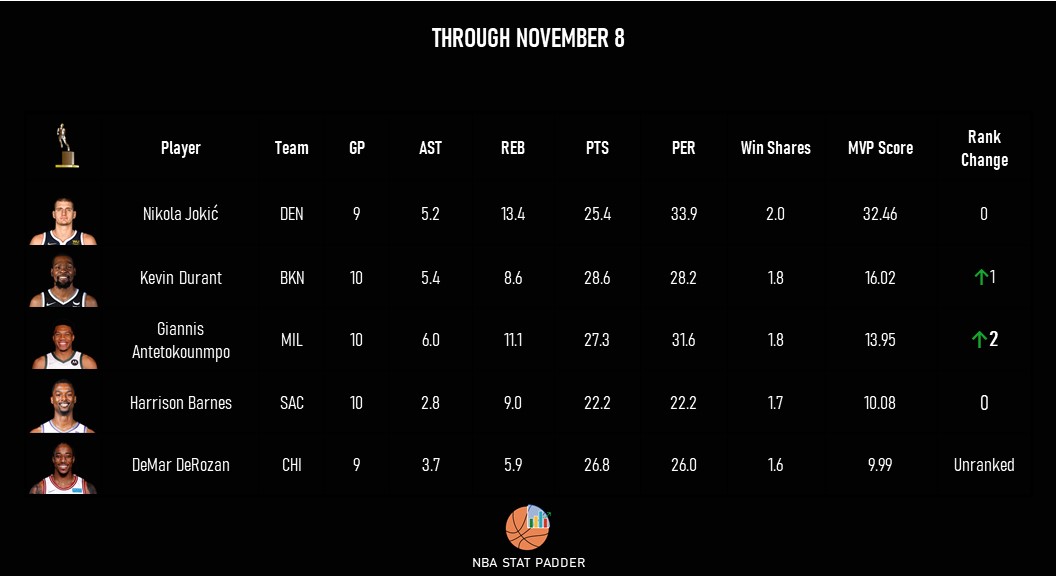 THROUGH NOVEMBER 8
Player Team GP AST REB PTS PER Win Shares MVP Score Rank
Change
Nikola Jokić DEN 9 5.2 13.4 25.4 33.9 2.0 32.46 0
Kevin Durant BKN 10 5.4 8.6 28.6 28.2 1.8 16.02 ↑1
Giannis
Antetokounmpo MIL 10 6.0 11.1 27.3 31.6 1.8 13.95 ↑2
Harrison Barnes SAC 10 2.8 9.0 22.2 22.2 1.7 10.08 0
DeMar DeRozan CHI 9 3.7 5.9 26.8 26.0 1.6 9.99 Unranked
NBA STAT PADDER